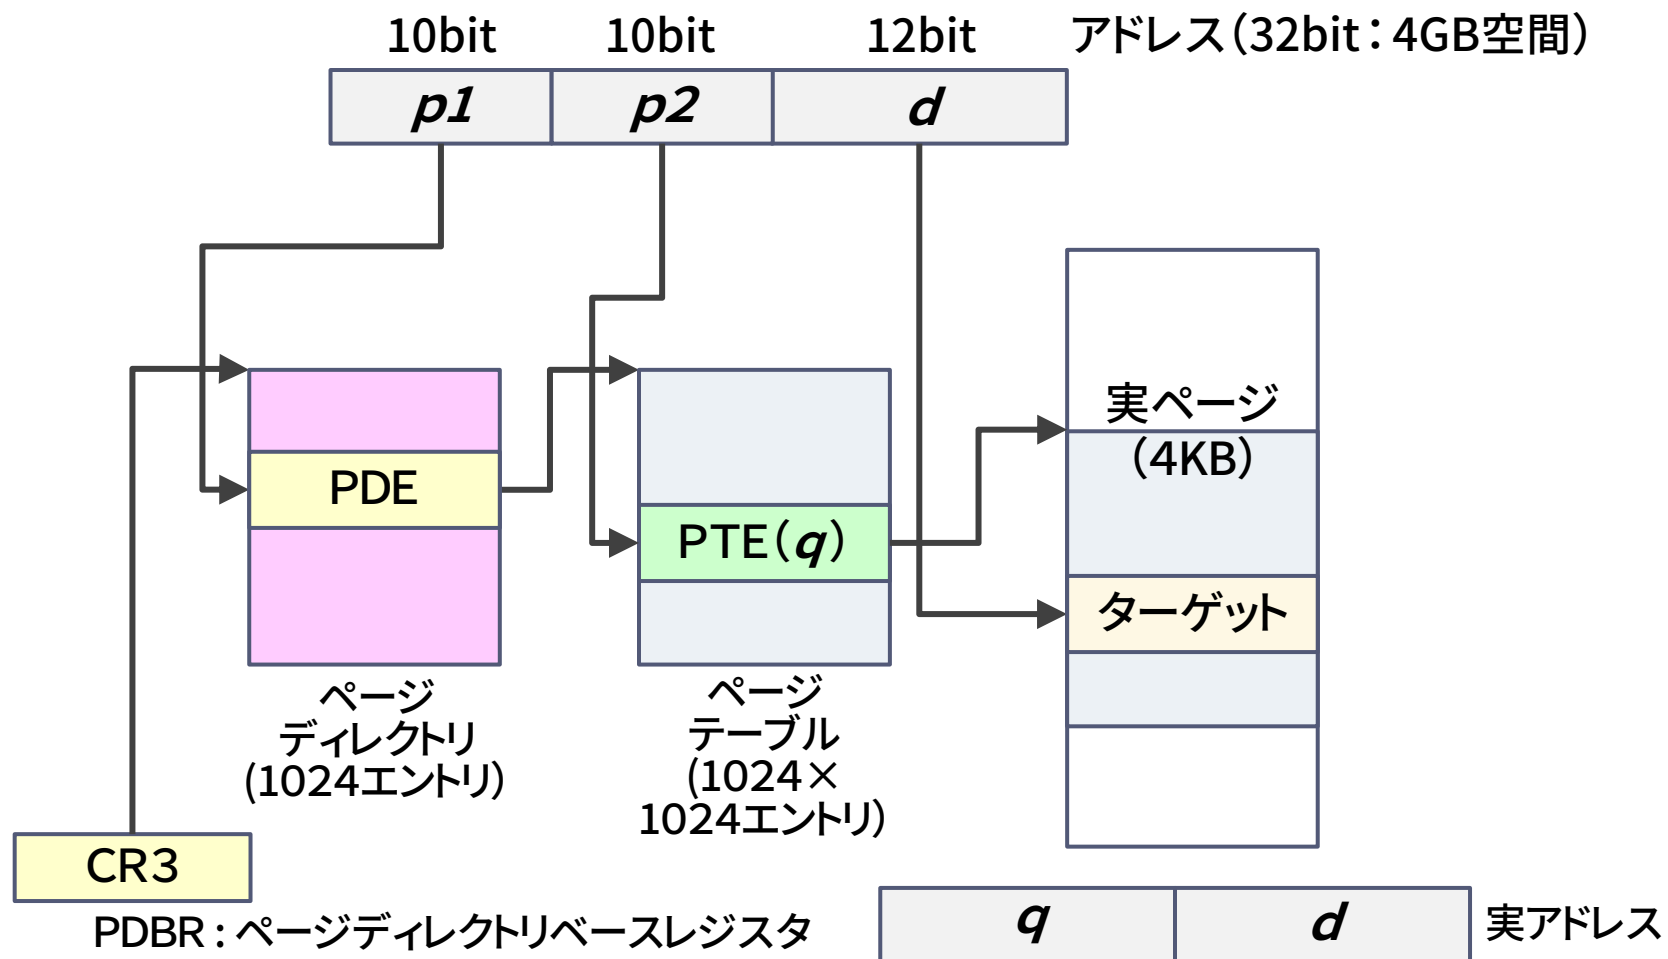 10bit 10bit 12bit アドレス（32bit：4GB空間）
p1 p2 d
実ページ
（4KB）
PDE
PTE（q）
ターゲット
ページ
ディレクトリ
(1024エントリ)
ページ
テーブル
(1024×
1024エントリ)
CR3
PDBR：ページディレクトリベースレジスタ
q d 実アドレス